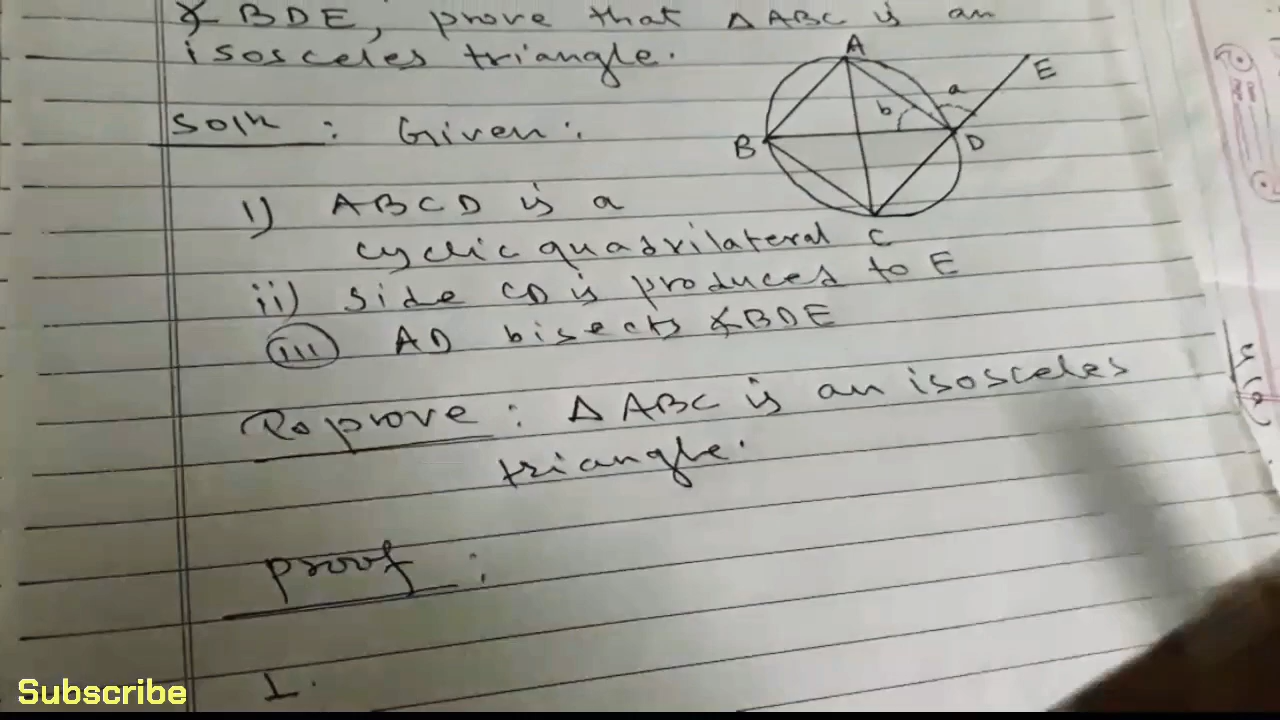 ∡BDE, prove that △ABC is an
isosceles triangle.
Soln : Given :
A
E
a
b
B
D
C
i) ABCD is a
cyclic quadrilateral
ii) side CD is produced to E
iii) AD bisects ∡BDE
To prove : △ABC is an isosceles
triangle.
proof :
1.
Subscribe